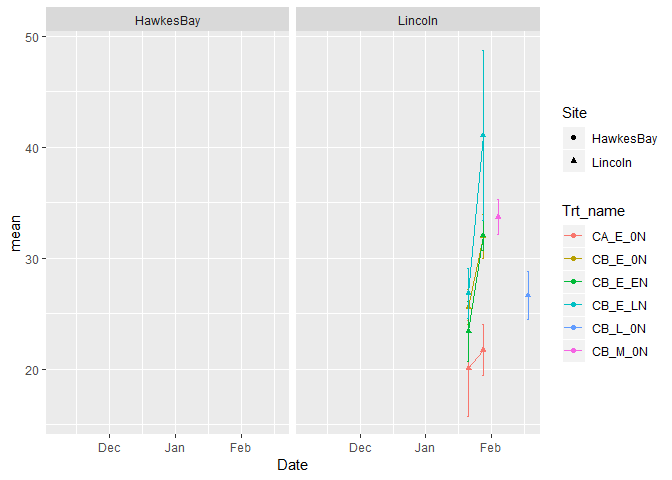 HawkesBay Lincoln
50
40
30
20
mean
Dec Jan Feb Dec Jan Feb
Date
Site
HawkesBay
Lincoln
Trt_name
CA_E_0N
CB_E_0N
CB_E_EN
CB_E_LN
CB_L_0N
CB_M_0N